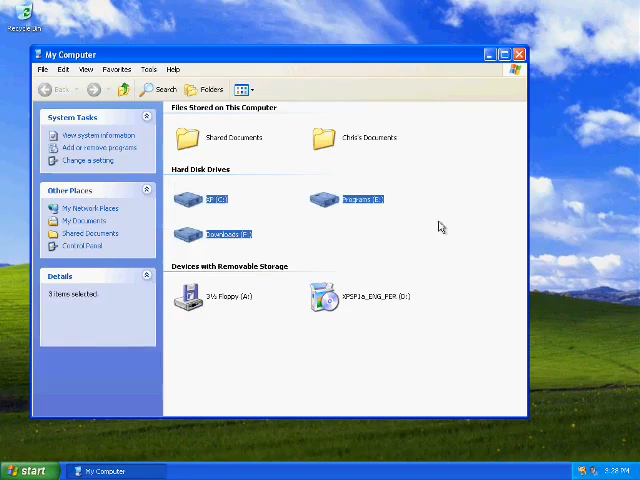 Recycle Bin
My Computer
File Edit View Favorites Tools Help
Back Search Folders
System Tasks
View system information
Add or remove programs
Change a setting
Other Places
My Network Places
My Documents
Shared Documents
Control Panel
Details
3 items selected.
Files Stored on This Computer
Shared Documents Chris's Documents
Hard Disk Drives
XP (C:) Programs (E:)
Downloads (F:)
Devices with Removable Storage
3½ Floppy (A:) XPSP1a_ENG_PER (D:)
start My Computer 3:28 PM